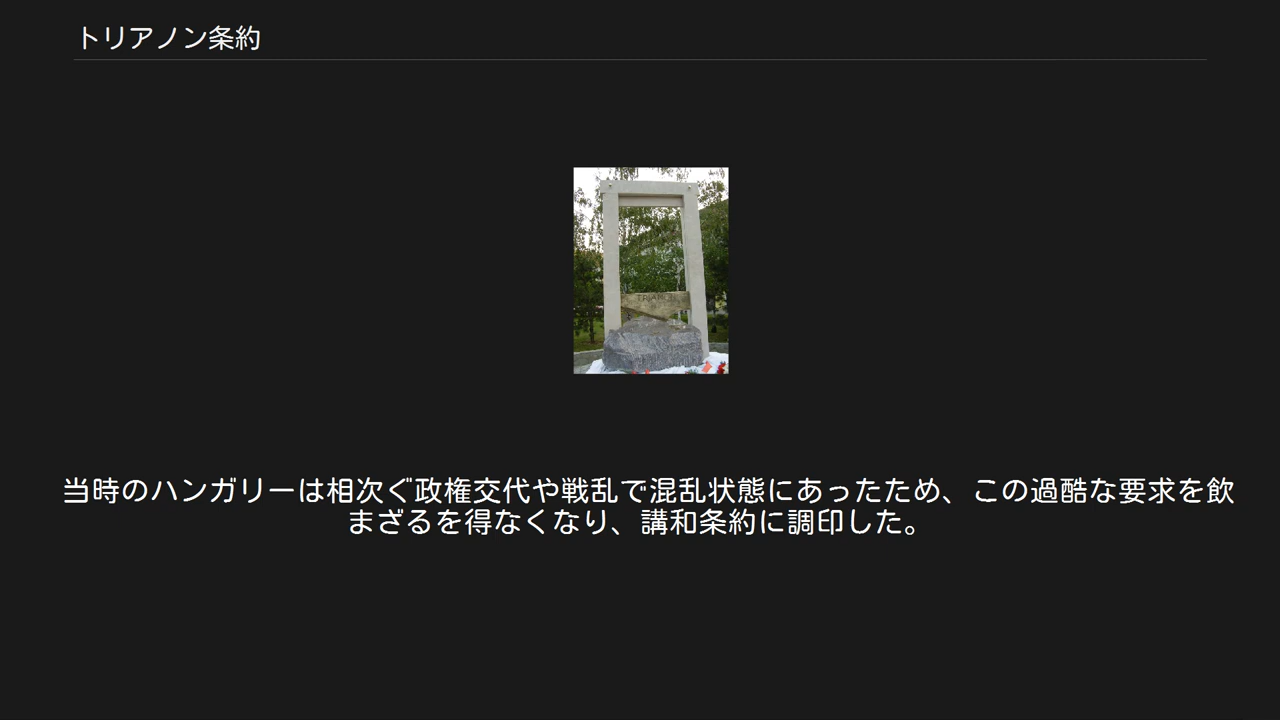 トリアノン条約
当時のハンガリーは相次ぐ政権交代や戦乱で混乱状態にあったため、この過酷な要求を飲
まざるを得なくなり、講和条約に調印した。